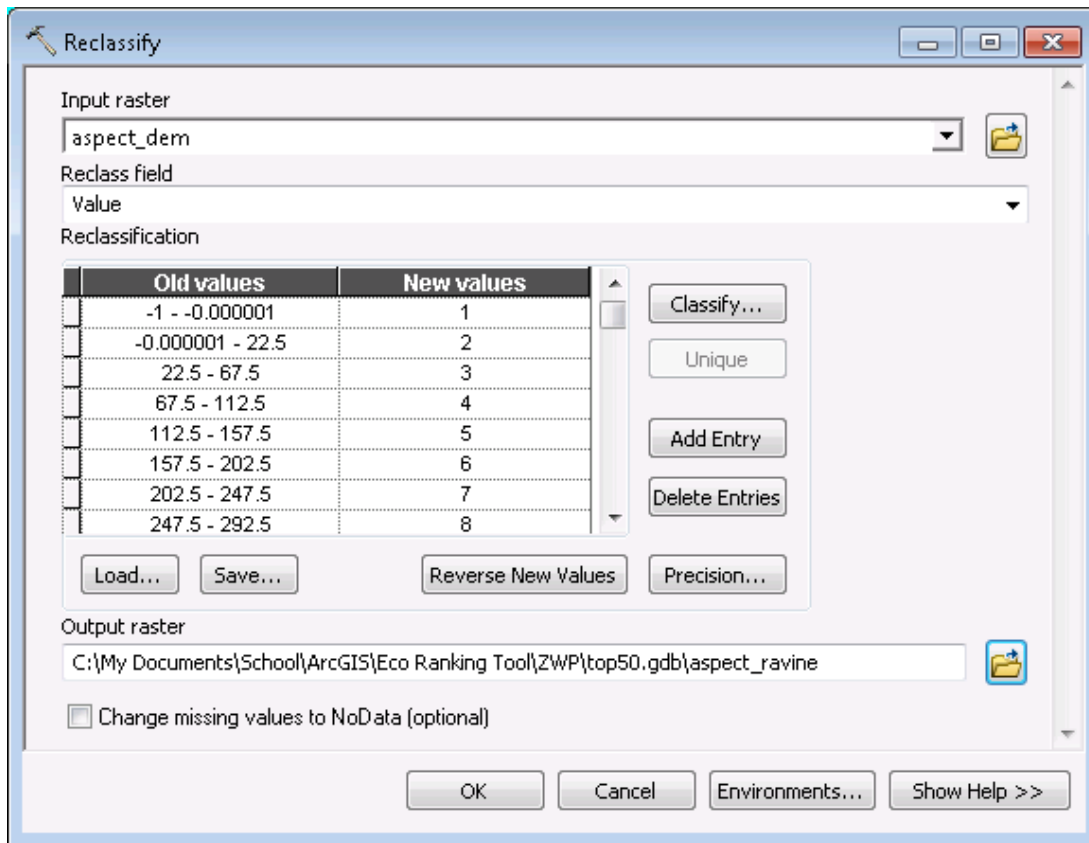 Reclassify
Input raster
aspect_dem
Reclass field
Value
Reclassification
Old values New values
-1 - -0.000001 1
-0.000001 - 22.5 2
22.5 - 67.5 3
67.5 - 112.5 4
112.5 - 157.5 5
157.5 - 202.5 6
202.5 - 247.5 7
247.5 - 292.5 8
Classify...
Unique
Add Entry
Delete Entries
Load... Save... Reverse New Values Precision...
Output raster
C:\My Documents\School\ArcGIS\Eco Ranking Tool\ZWP\top50.gdb\aspect_ravine
Change missing values to NoData (optional)
OK Cancel Environments... Show Help >>